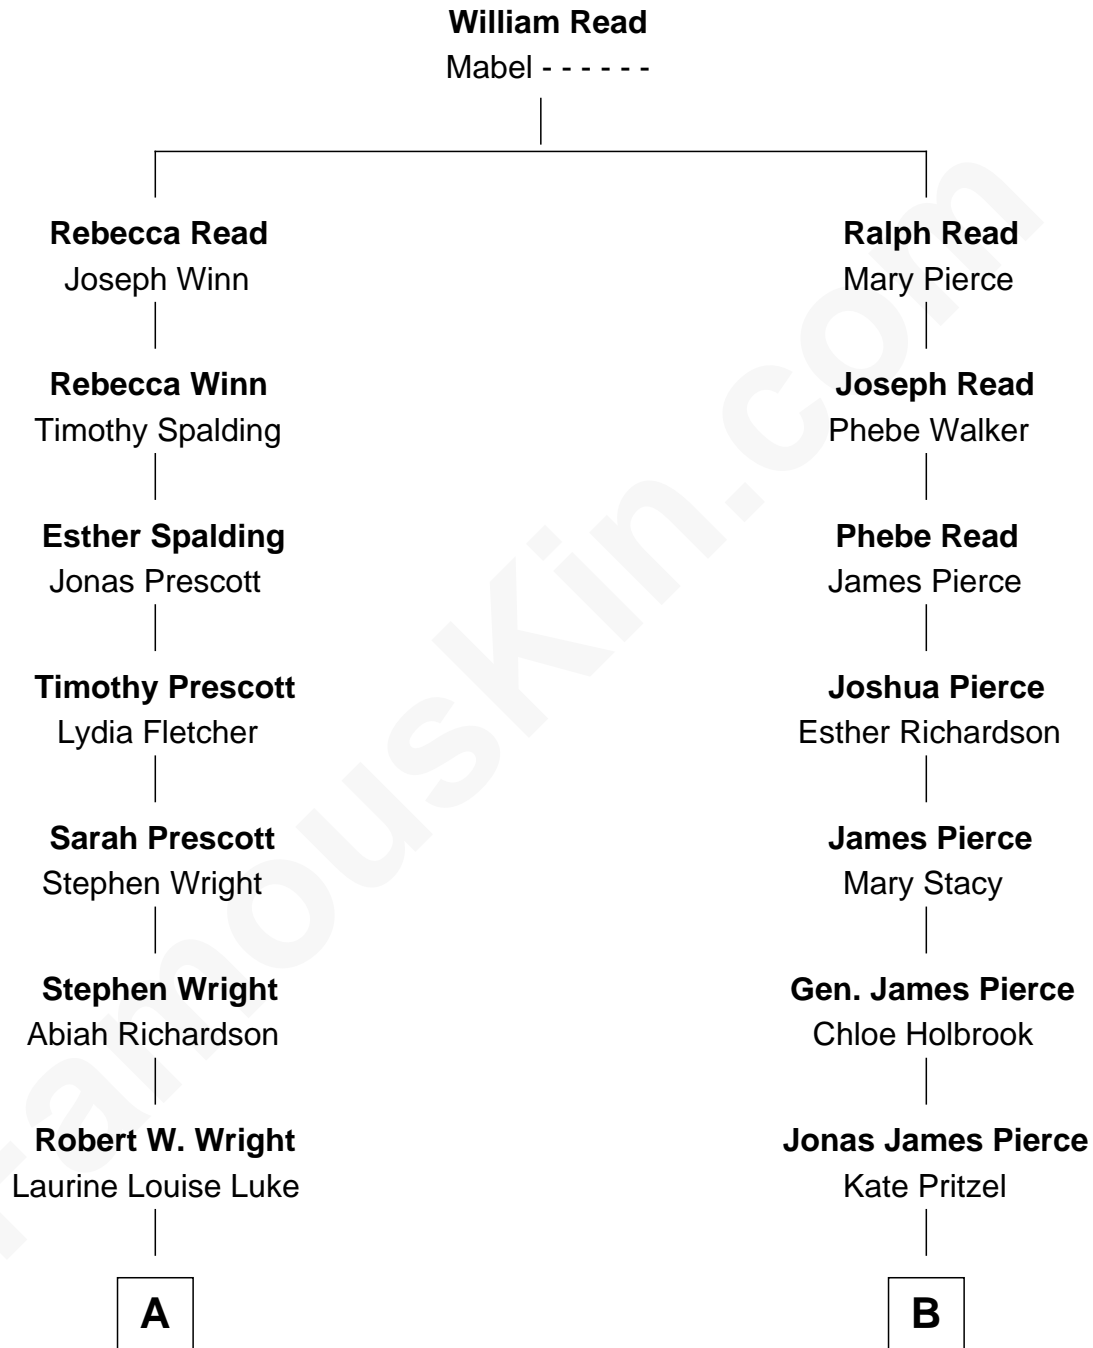 William Read
Mabel - - - - - -
Rebecca Read
Joseph Winn
Ralph Read
Mary Pierce
Rebecca Winn
Timothy Spalding
Joseph Read
Phebe Walker
Esther Spalding
Jonas Prescott
Phebe Read
James Pierce
Timothy Prescott
Lydia Fletcher
Joshua Pierce
Esther Richardson
Sarah Prescott
Stephen Wright
James Pierce
Mary Stacy
Stephen Wright
Abiah Richardson
Gen. James Pierce
Chloe Holbrook
Robert W. Wright
Laurine Louise Luke
Jonas James Pierce
Kate Pritzel
A
B
FamousKin.com